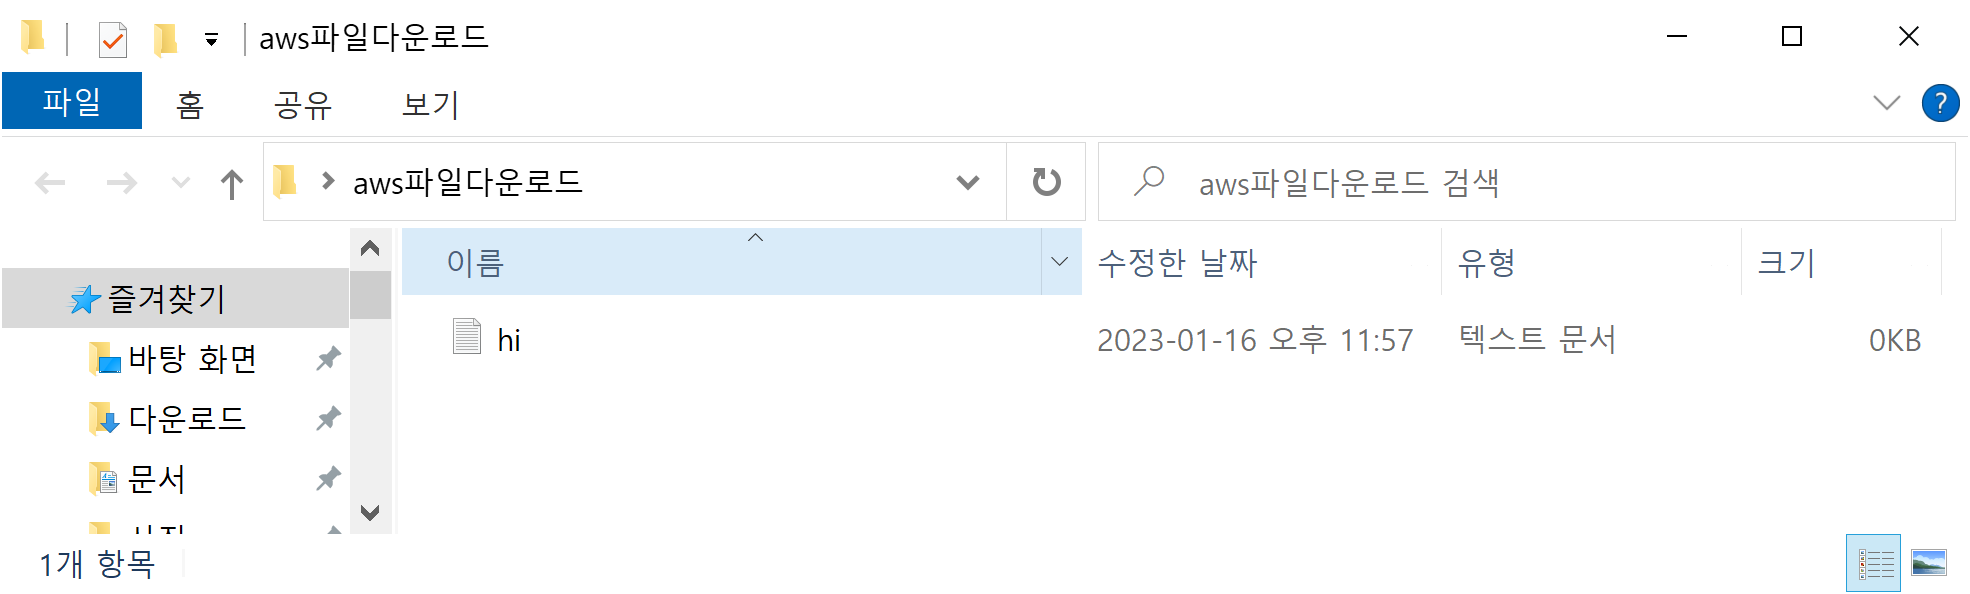 aws파일다운로드
파일 홈 공유 보기 ?
aws파일다운로드 aws파일다운로드 검색
이름 수정한 날짜 유형 크기
즐겨찾기
hi 2023-01-16 오후 11:57 텍스트 문서 0KB
바탕 화면
다운로드
문서
1개 항목